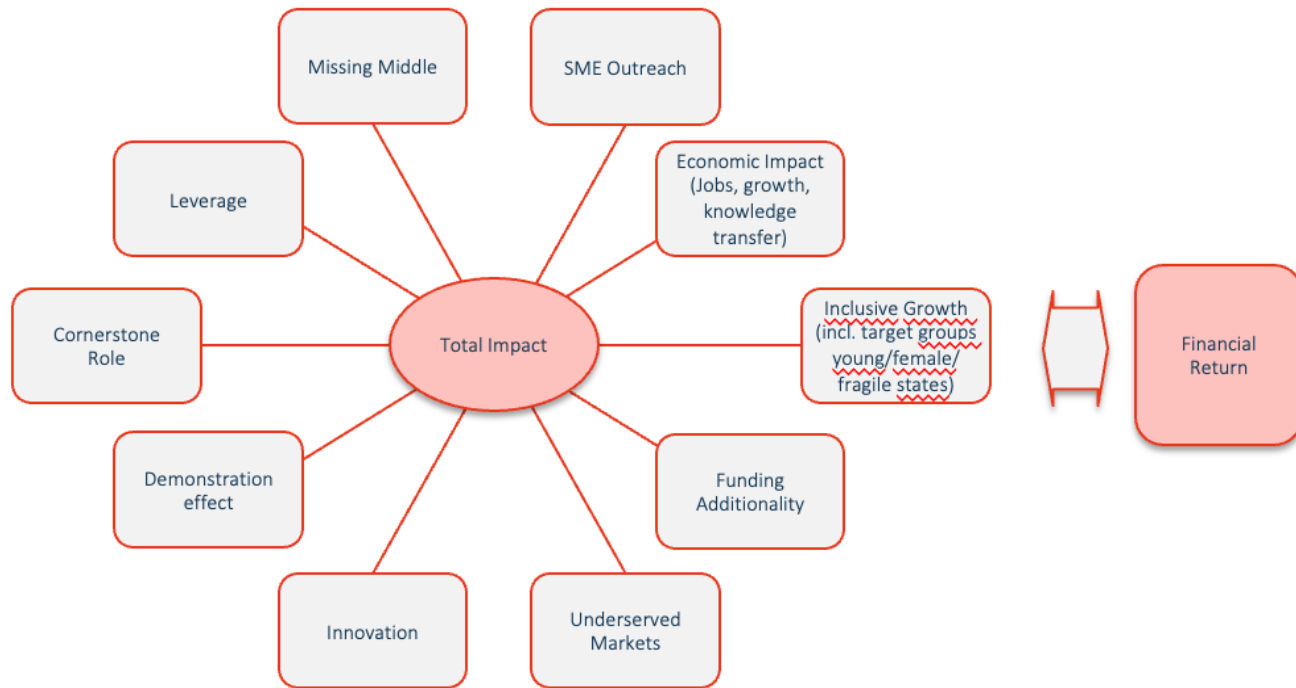 Missing Middle
SME Outreach
Economic Impact
(Jobs, growth,
knowledge
transfer)
Leverage
Cornerstone
Role
Total Impact
Inclusive Growth
(incl. target groups
young/female/
fragile states)
Financial
Return
Demonstration
effect
Funding
Additionality
Innovation
Underserved
Markets